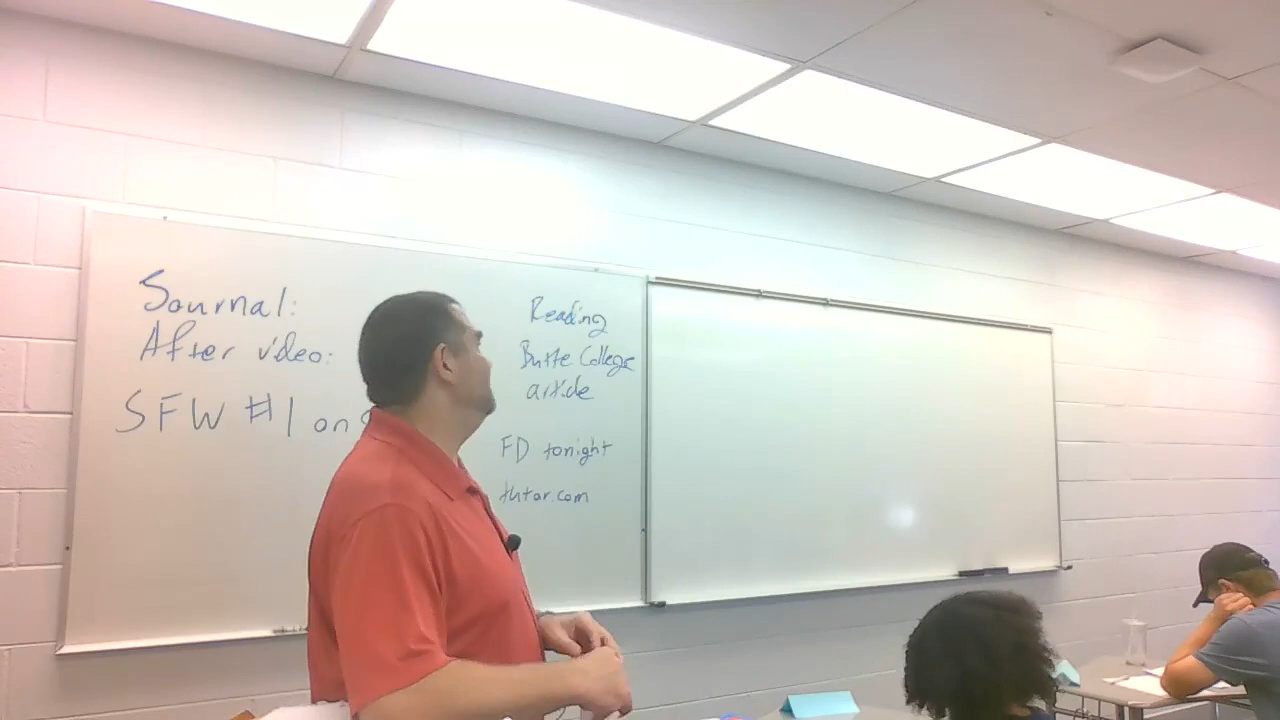 Journal:
After video:
SFW #1 on
Reading
Butte College
article
FD tonight
tutor.com